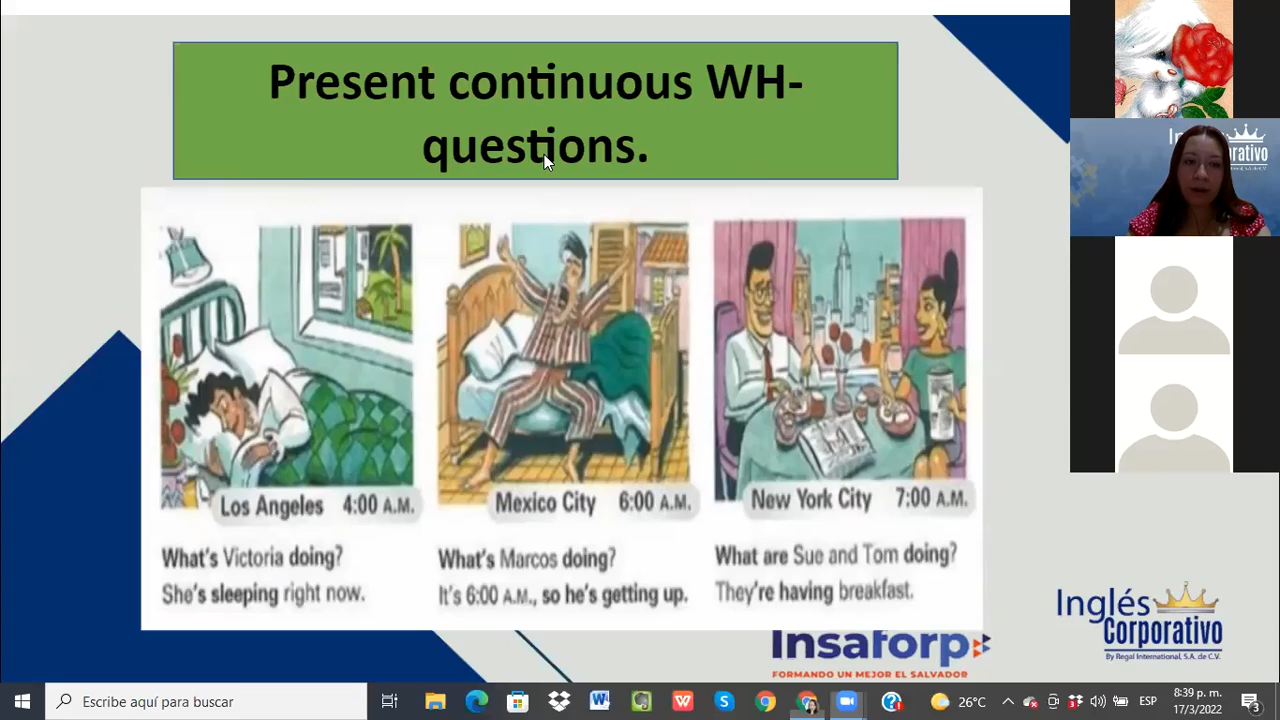 Present continuous WH-
questions.
Inglés
Corporativo
Los Angeles 4:00 A.M.
Mexico City 6:00 A.M.
New York City 7:00 A.M.
What's Victoria doing?
She's sleeping right now.
What's Marcos doing?
It's 6:00 A.M., so he's getting up.
What are Sue and Tom doing?
They're having breakfast.
Inglés
Corporativo
By Regal International, S.A. de C.V.
Insaforp
FORMANDO UN MEJOR EL SALVADOR
Escribe aquí para buscar
26°C
ESP
8:39 p. m.
17/3/2022
3